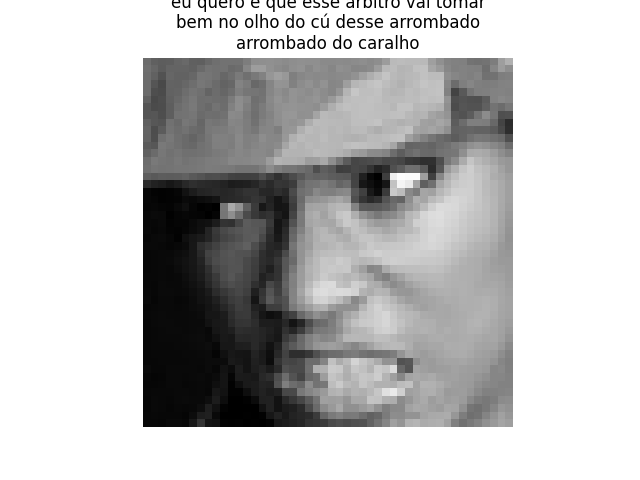 eu quero é que esse árbitro vai tomar
bem no olho do cú desse arrombado
arrombado do caralho